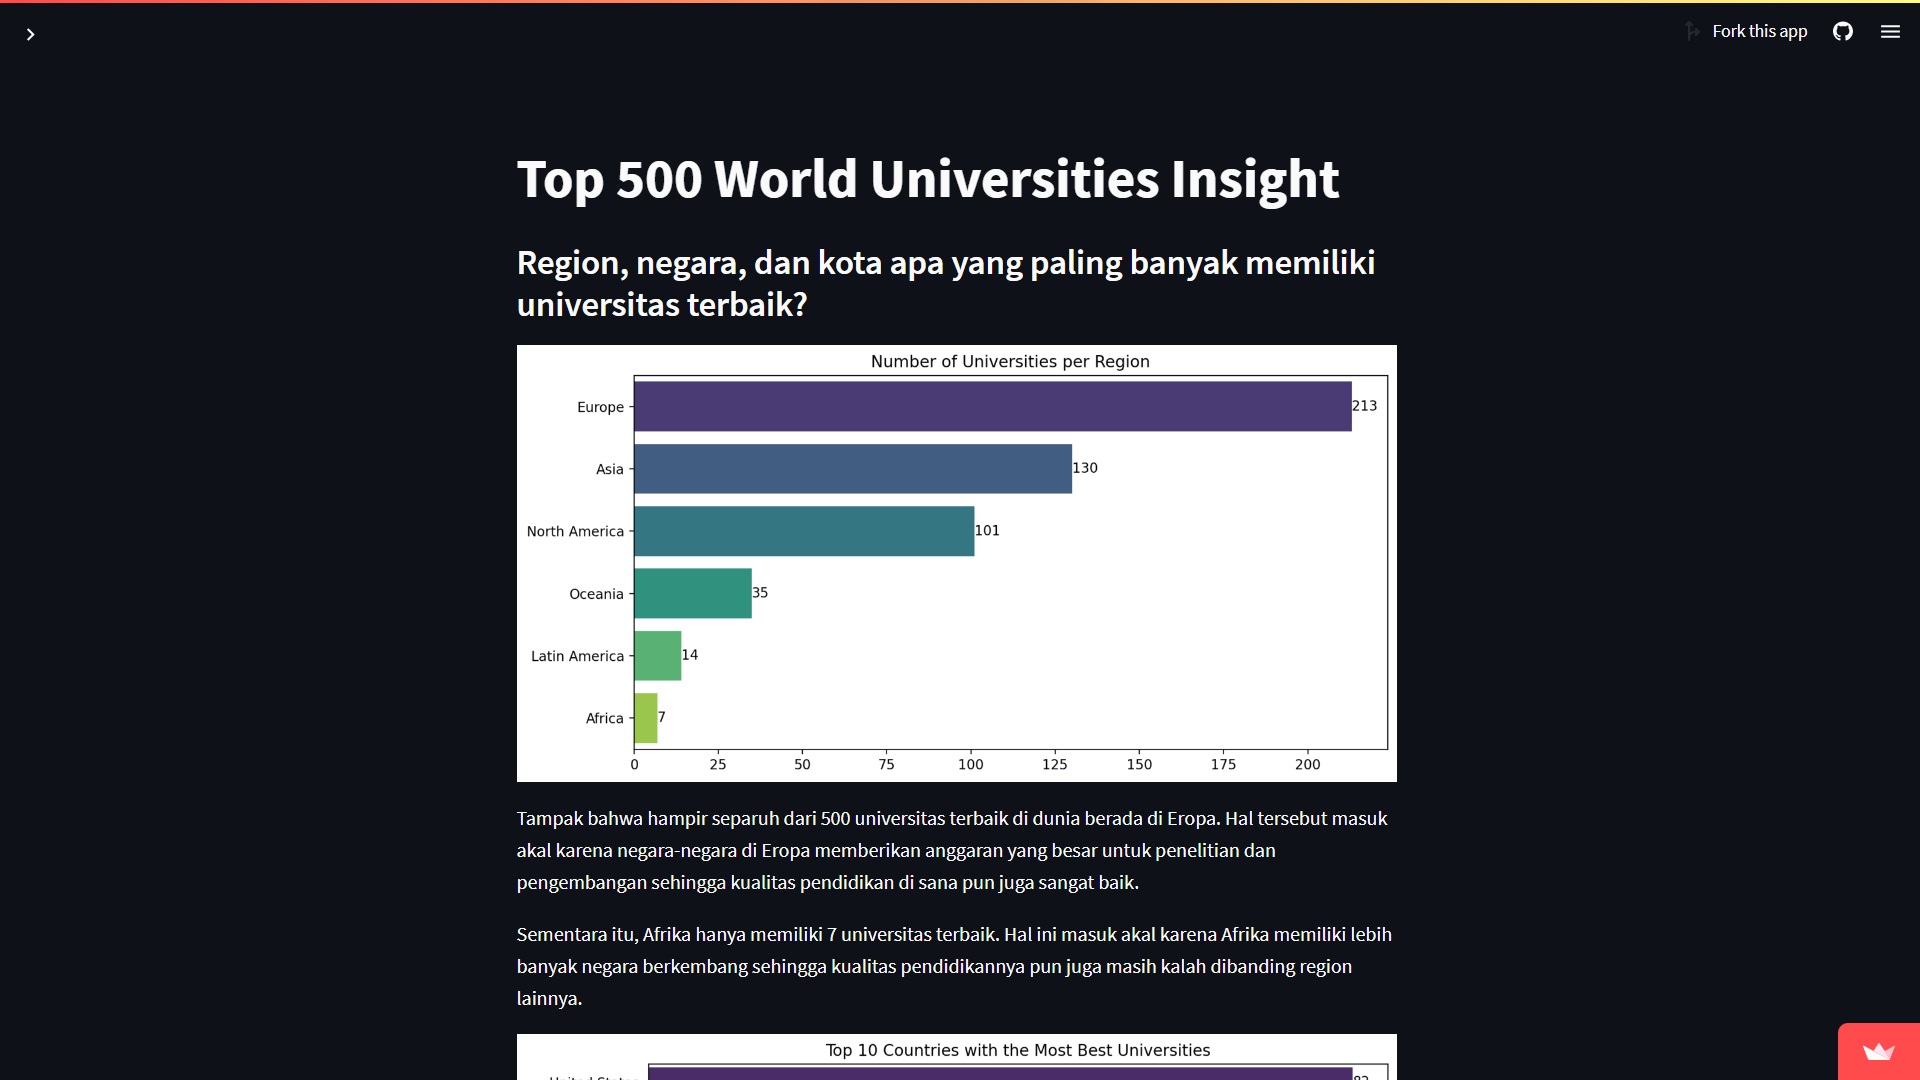 Fork this app
Top 500 World Universities Insight
Region, negara, dan kota apa yang paling banyak memiliki
universitas terbaik?
Number of Universities per Region
Europe 213
Asia 130
North America 101
Oceania 35
Latin America 14
Africa 7
0 25 50 75 100 125 150 175 200
Tampak bahwa hampir separuh dari 500 universitas terbaik di dunia berada di Eropa. Hal tersebut masuk
akal karena negara-negara di Eropa memberikan anggaran yang besar untuk penelitian dan
pengembangan sehingga kualitas pendidikan di sana pun juga sangat baik.
Sementara itu, Afrika hanya memiliki 7 universitas terbaik. Hal ini masuk akal karena Afrika memiliki lebih
banyak negara berkembang sehingga kualitas pendidikannya pun juga masih kalah dibanding region
lainnya.
Top 10 Countries with the Most Best Universities
United States